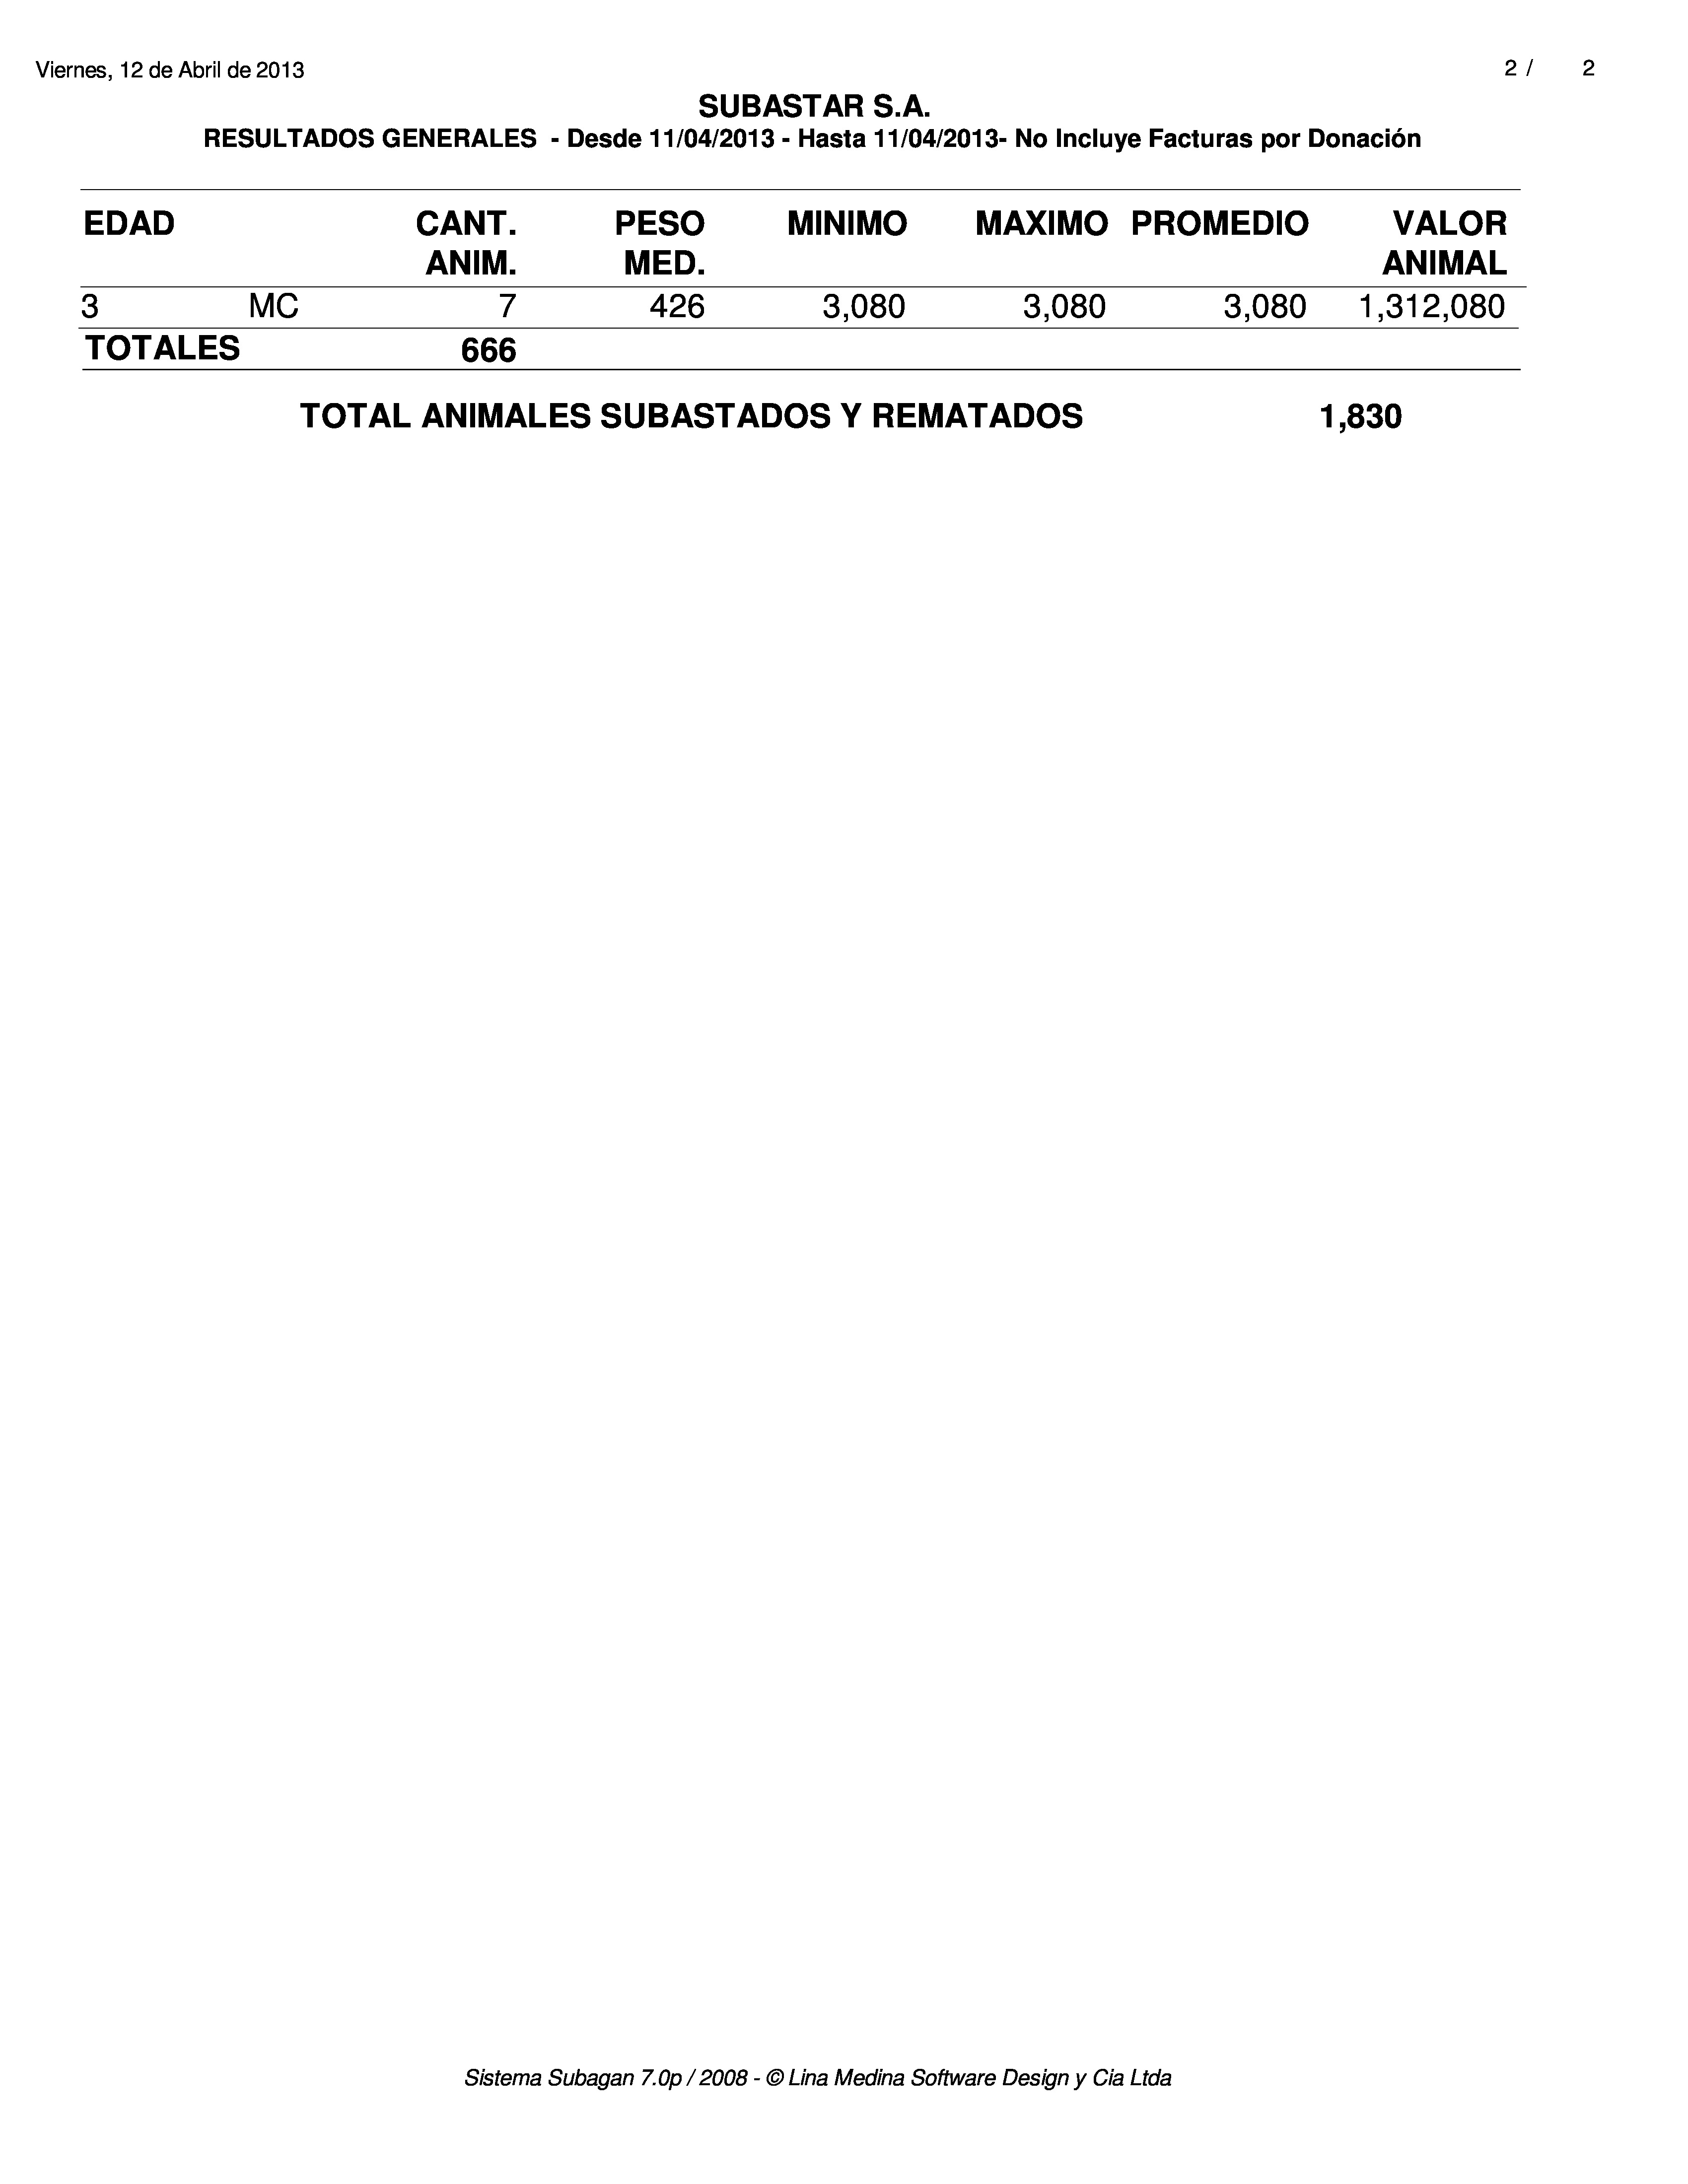 Viernes, 12 de Abril de 2013 2 / 2
SUBASTAR S.A.
RESULTADOS GENERALES - Desde 11/04/2013 - Hasta 11/04/2013- No Incluye Facturas por Donación
EDAD CANT. PESO MINIMO MAXIMO PROMEDIO VALOR
ANIM. MED. ANIMAL
3 MC 7 426 3,080 3,080 3,080 1,312,080
TOTALES 666
TOTAL ANIMALES SUBASTADOS Y REMATADOS 1,830
Sistema Subagan 7.0p / 2008 - © Lina Medina Software Design y Cia Ltda